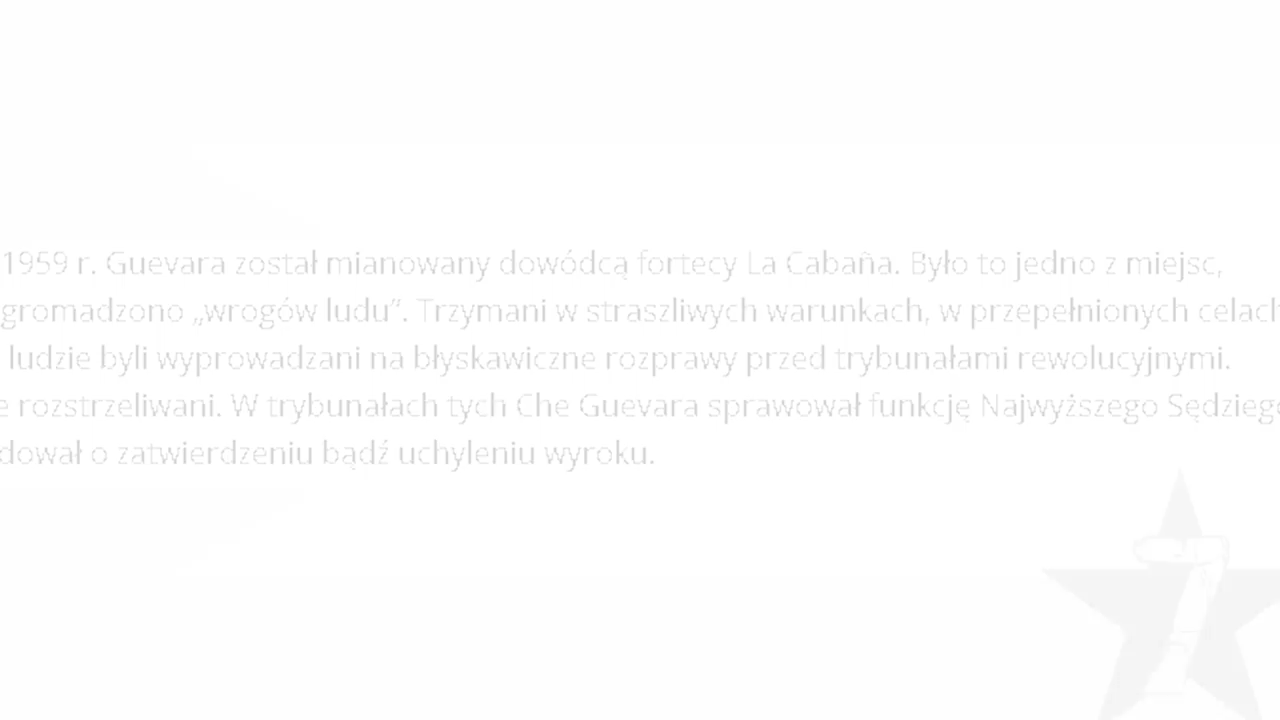 1959 r. Guevara został mianowany dowódcą fortecy La Cabaña. Było to jedno z miejsc,
gromadzono „wrogów ludu”. Trzymani w straszliwych warunkach, w przepełnionych celach
ludzie byli wyprowadzani na błyskawiczne rozprawy przed trybunałami rewolucyjnymi.
e rozstrzeliwani. W trybunałach tych Che Guevara sprawował funkcję Najwyższego Sędziego
dował o zatwierdzeniu bądź uchyleniu wyroku.
7